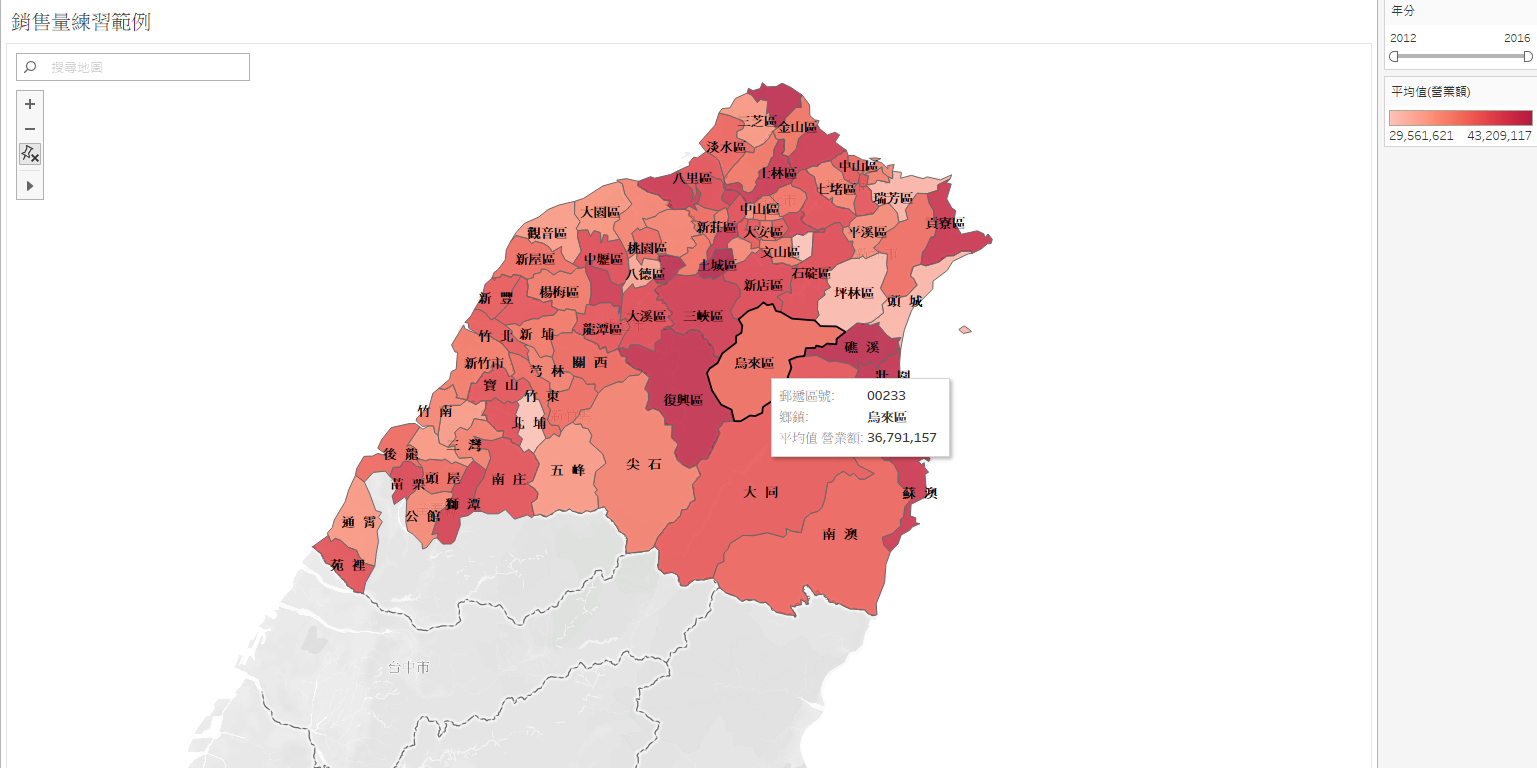 銷售量練習範例
搜尋地圖
年分
2012 2016
平均值(營業額)
29,561,621 43,209,117
三芝區
金山區
淡水區
中山區
士林區
八里區
七堵區
瑞芳區
大園區
中山區
貢寮區
新莊區
大安區
平溪區
觀音區
桃園區
文山區
新屋區
中壢區
土城區
八德區
石碇區
新店區
楊梅區
坪林區
新 豐
頭 城
大溪區
三峽區
龍潭區
竹 北
新 埔
礁 溪
新竹市
關 西
烏來區
芎 林
寶 山
竹 東
復興區
郵遞區號: 00233
鄉鎮: 烏來區
平均值 營業額: 36,791,157
竹 南
北 埔
三 灣
後 龍
尖 石
五 峰
頭 屋
南 庄
苗 栗
大 同
蘇 澳
獅 潭
公 館
通 霄
南 澳
苑 裡
台中市